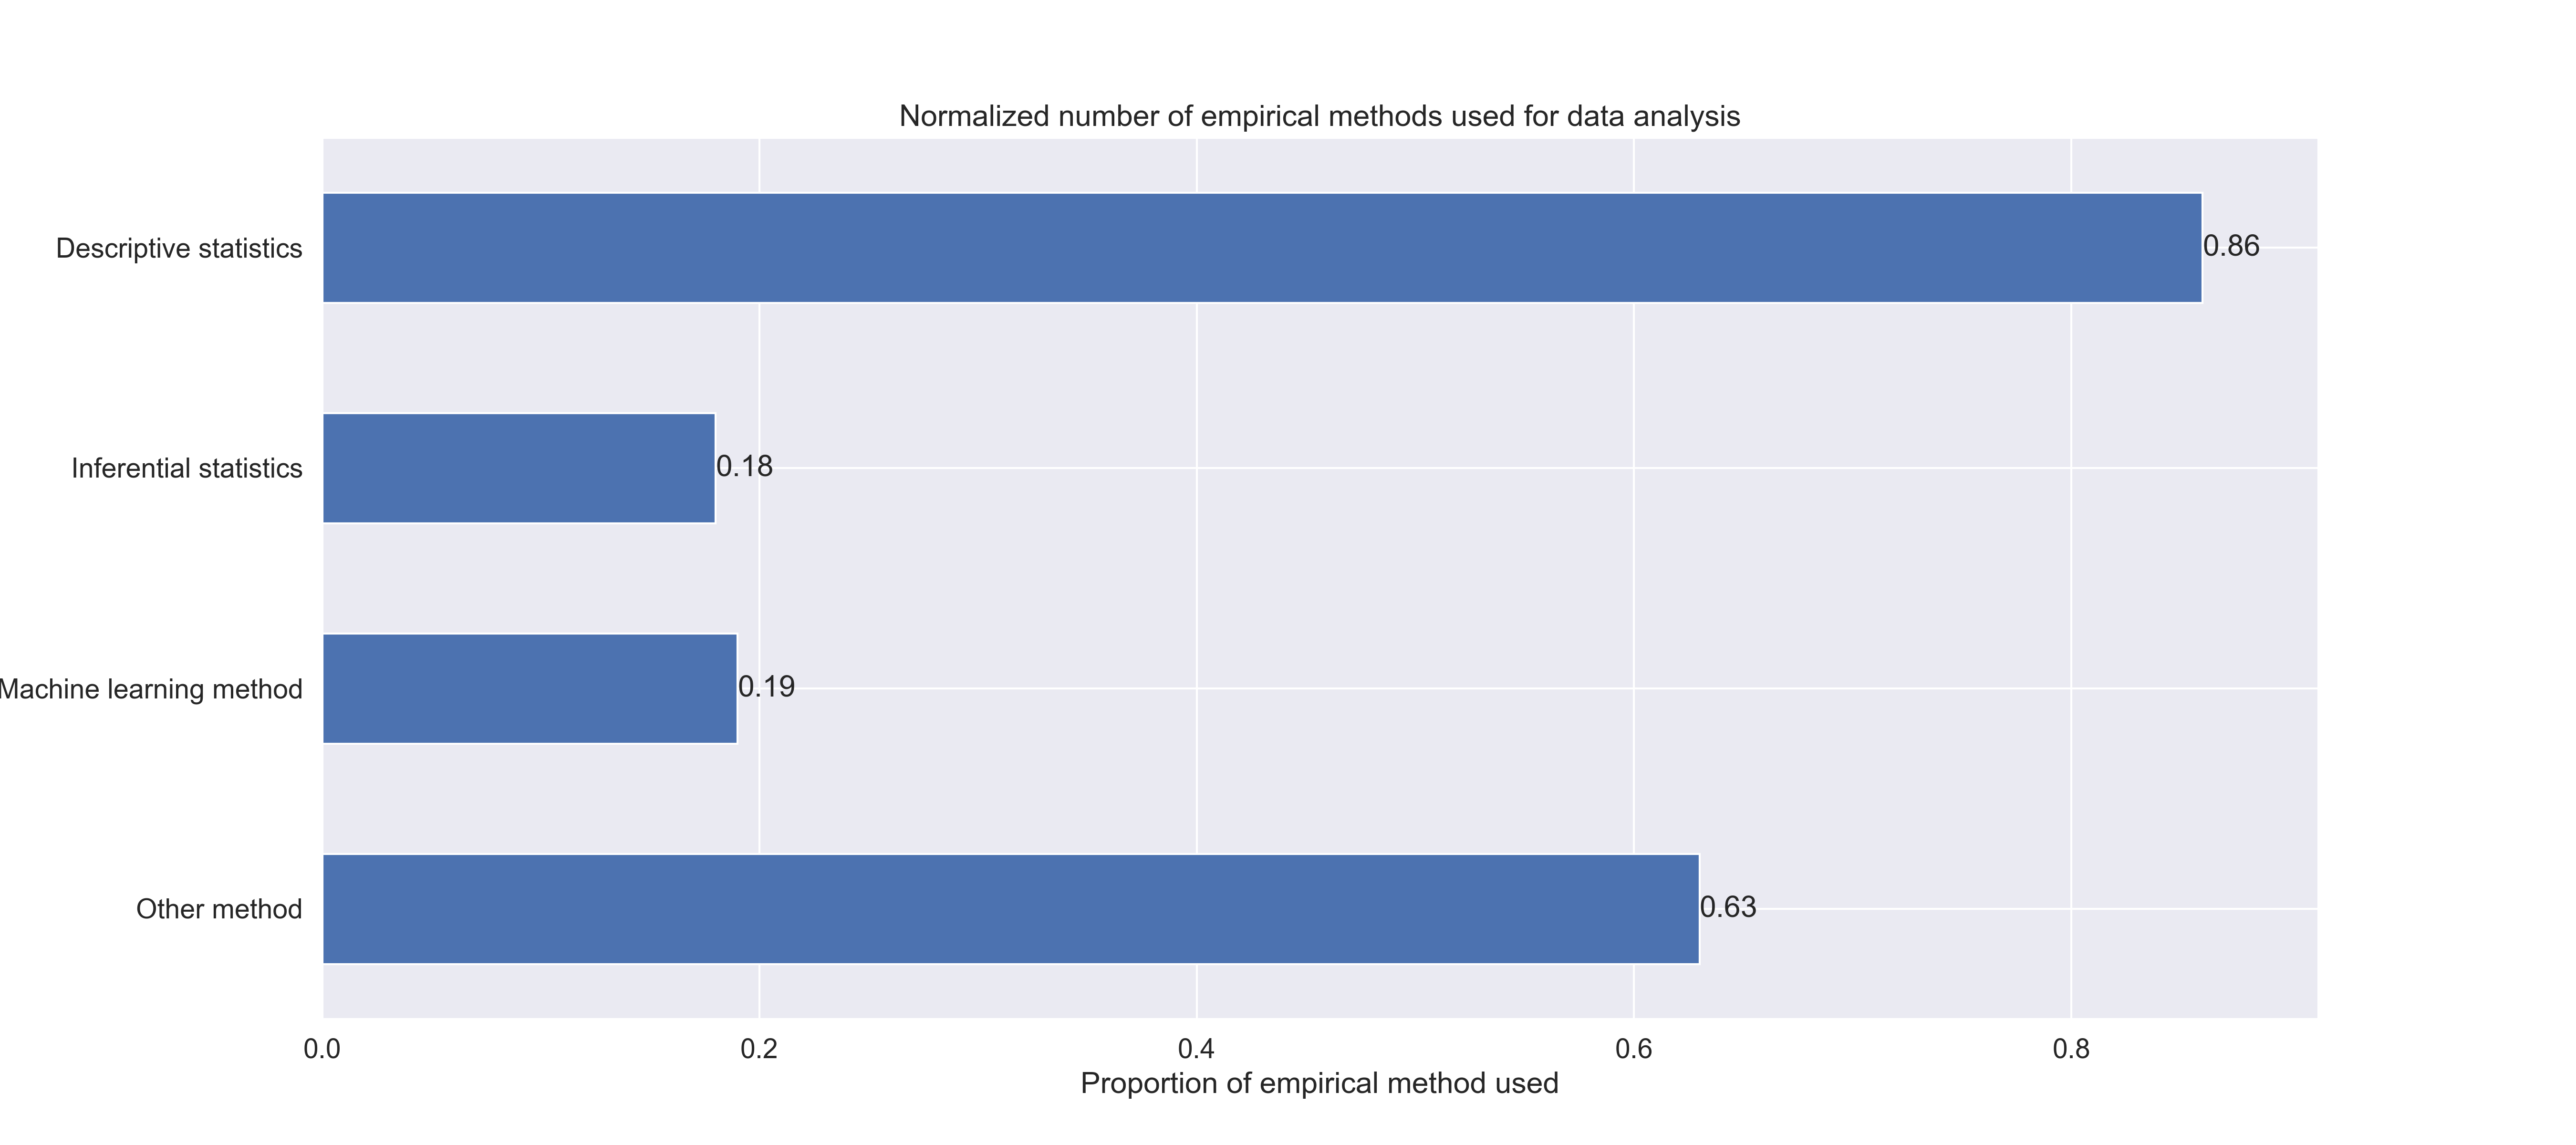 Normalized number of empirical methods used for data analysis
Descriptive statistics
0.86
Inferential statistics
0.18
Machine learning method
0.19
Other method
0.63
0.0 0.2 0.4 0.6 0.8
Proportion of empirical method used